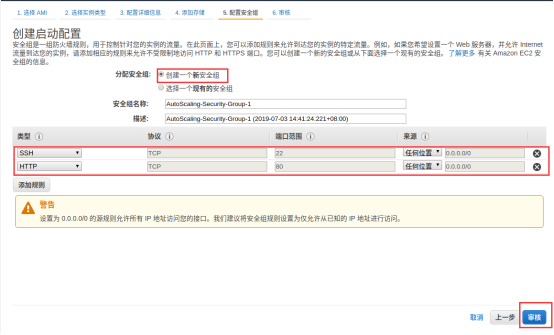 1. 选择 AMI 2. 选择实例类型 3. 配置详细信息 4. 添加存储 5. 配置安全组 6. 审核
创建启动配置
安全组是一组防火墙规则，用于控制针对您的实例的流量。在此页面上，您可以添加规则来允许到达您的实例的特定流量。例如，如果您希望设置一个 Web 服务器，并允许 Internet
流量到达您的实例，请添加相应的规则来允许不受限制地访问 HTTP 和 HTTPS 端口。您可以创建一个新的安全组或从下面选择一个现有的安全组。 了解更多 有关 Amazon EC2 安
全组的信息。
分配安全组: 创建一个新安全组
选择一个现有的安全组
安全组名称: AutoScaling-Security-Group-1
描述: AutoScaling-Security-Group-1 (2019-07-03 14:41:24.221+08:00)
类型 协议 端口范围 来源
SSH TCP 22 任何位置 0.0.0.0/0
HTTP TCP 80 任何位置 0.0.0.0/0
添加规则
警告
设置为 0.0.0.0/0 的源规则允许所有 IP 地址访问您的接口。我们建议将安全组规则设置为仅允许从已知的 IP 地址进行访问。
取消 上一步 审核